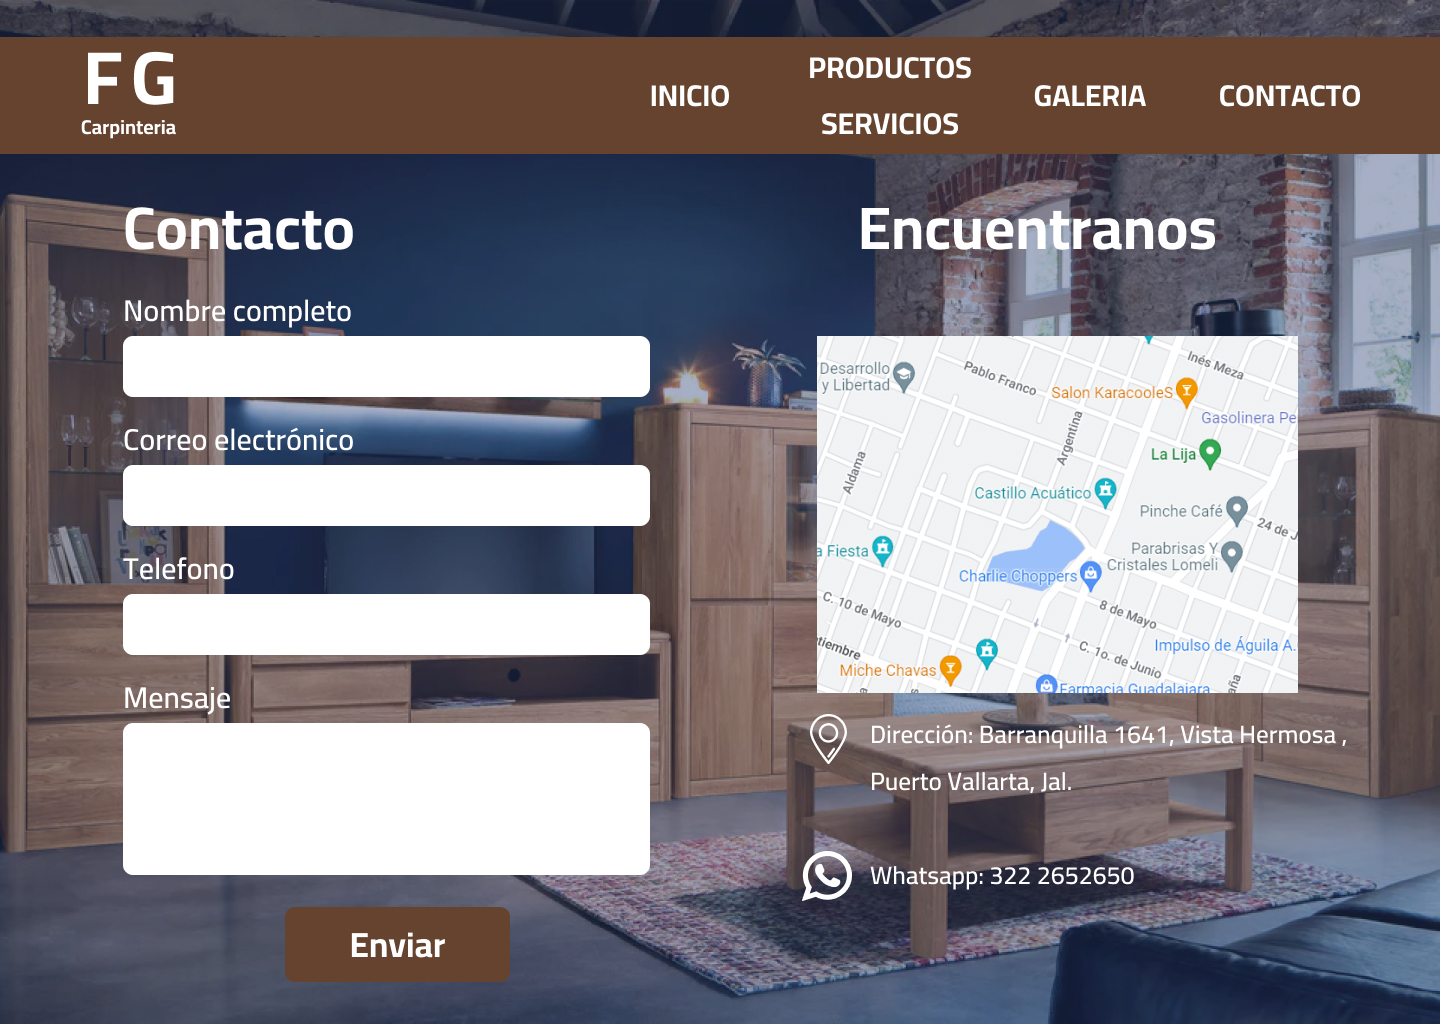 FG
Carpinteria
INICIO
PRODUCTOS
SERVICIOS
GALERIA
CONTACTO
Contacto
Nombre completo
Correo electrónico
Telefono
Mensaje
Enviar
Encuentranos
Desarrollo
y Libertad
Pablo Franco
Inés Meza
Salon KaracooleS
Gasolinera Pe
Argentina
La Lija
Aldama
Castillo Acuático
Pinche Café
24 de J
a Fiesta
Parabrisas Y
Cristales Lomeli
Charlie Choppers
C. 10 de Mayo
8 de Mayo
tiembre
C. 1o. de Junio
Impulso de Águila A.
Miche Chavas
Farmacia Guadalajara
Dirección: Barranquilla 1641, Vista Hermosa ,
Puerto Vallarta, Jal.
Whatsapp: 322 2652650